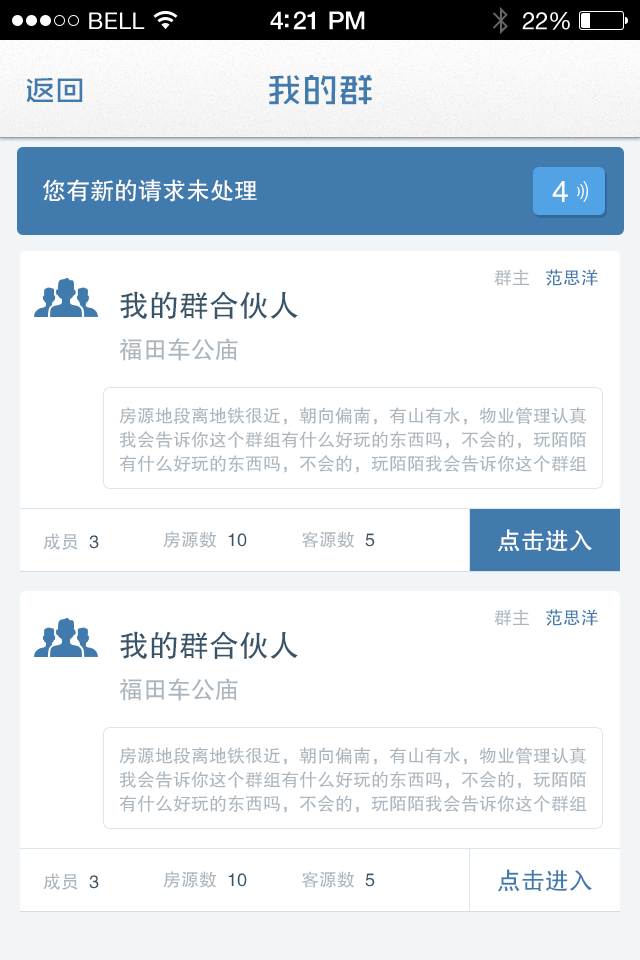 BELL 4:21 PM 22%
返回 我的群
您有新的请求未处理 4
群主 范思洋
我的群合伙人
福田车公庙
房源地段离地铁很近，朝向偏南，有山有水，物业管理认真
我会告诉你这个群组有什么好玩的东西吗，不会的，玩陌陌
有什么好玩的东西吗，不会的，玩陌陌我会告诉你这个群组
成员 3 房源数 10 客源数 5 点击进入
群主 范思洋
我的群合伙人
福田车公庙
房源地段离地铁很近，朝向偏南，有山有水，物业管理认真
我会告诉你这个群组有什么好玩的东西吗，不会的，玩陌陌
有什么好玩的东西吗，不会的，玩陌陌我会告诉你这个群组
成员 3 房源数 10 客源数 5 点击进入